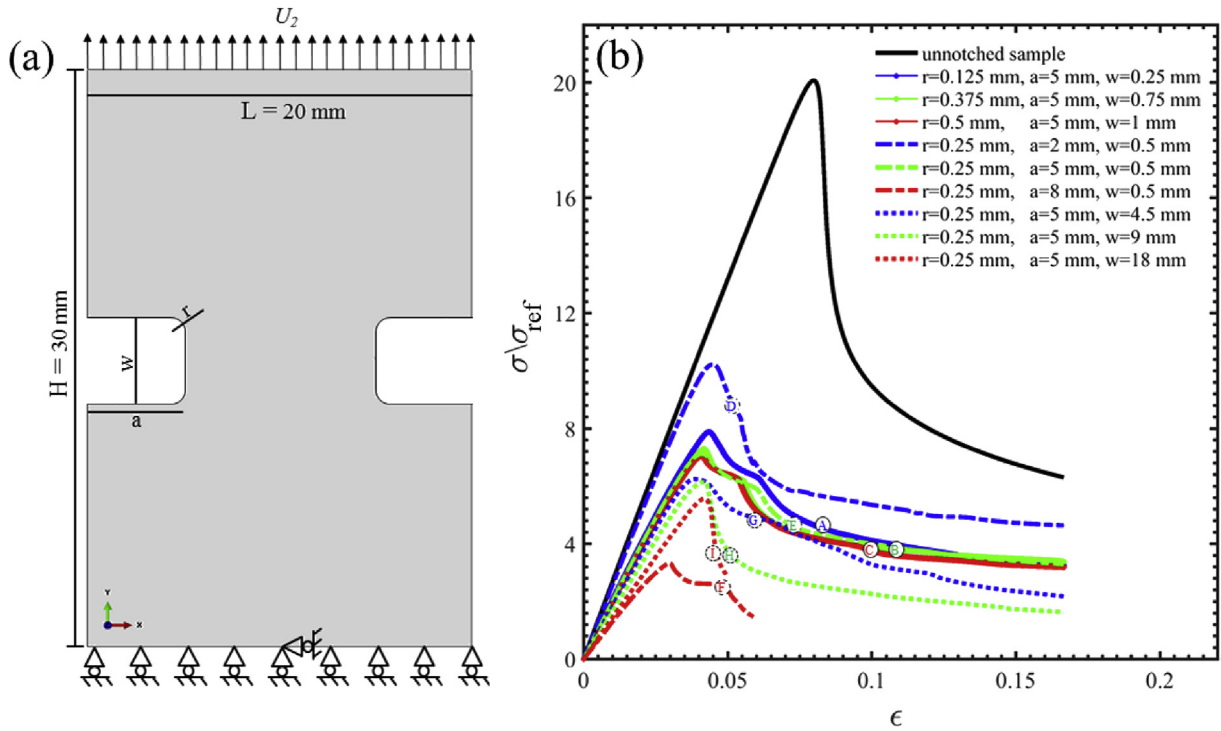 (a)
U₂
L = 20 mm
H = 30 mm
r
w
a
Y
X
(b)
unnotched sample
r=0.125 mm, a=5 mm, w=0.25 mm
r=0.375 mm, a=5 mm, w=0.75 mm
r=0.5 mm, a=5 mm, w=1 mm
r=0.25 mm, a=2 mm, w=0.5 mm
r=0.25 mm, a=5 mm, w=0.5 mm
r=0.25 mm, a=8 mm, w=0.5 mm
r=0.25 mm, a=5 mm, w=4.5 mm
r=0.25 mm, a=5 mm, w=9 mm
r=0.25 mm, a=5 mm, w=18 mm
20
16
12
8
4
0
σ\σref
D
G
E
A
I
H
C
B
F
0
0.05
0.1
0.15
0.2
ϵ